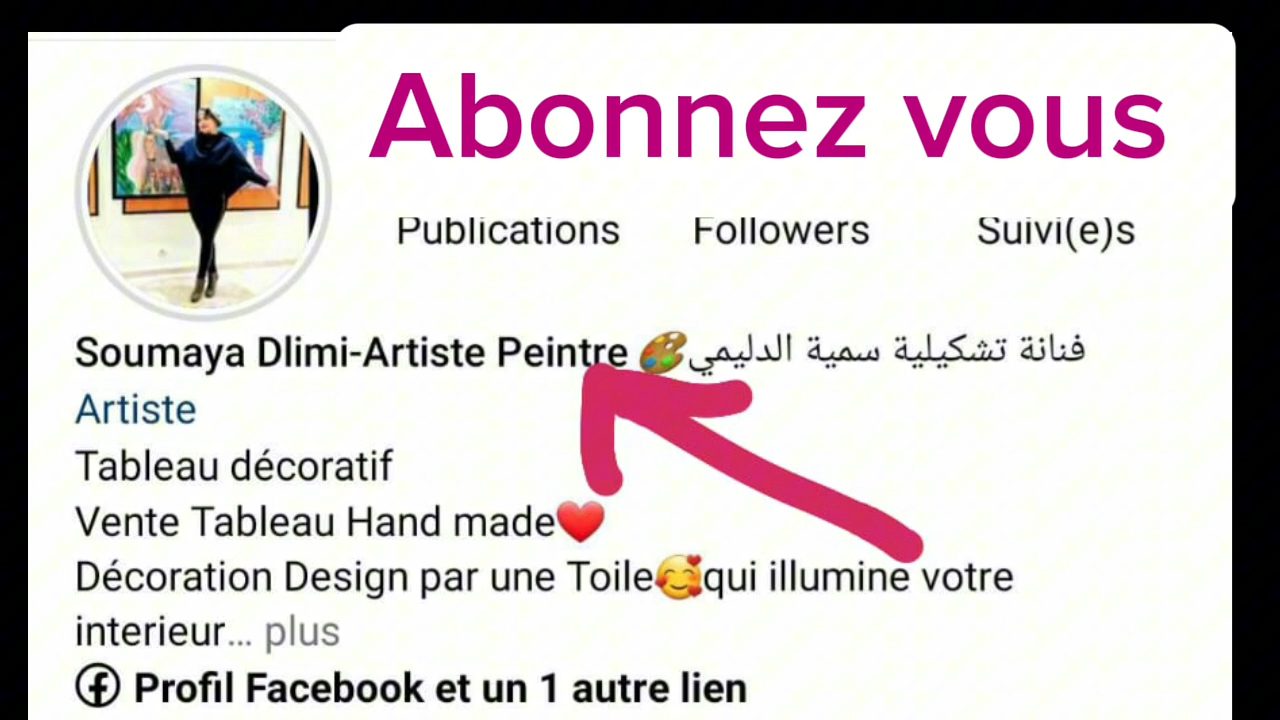 Abonnez vous
Publications Followers Suivi(e)s
Soumaya Dlimi-Artiste Peintre 🎨فنانة تشكيلية سمية الدليمي
Artiste
Tableau décoratif
Vente Tableau Hand made❤️
Décoration Design par une Toile🥰qui illumine votre
interieur... plus
Profil Facebook et un 1 autre lien